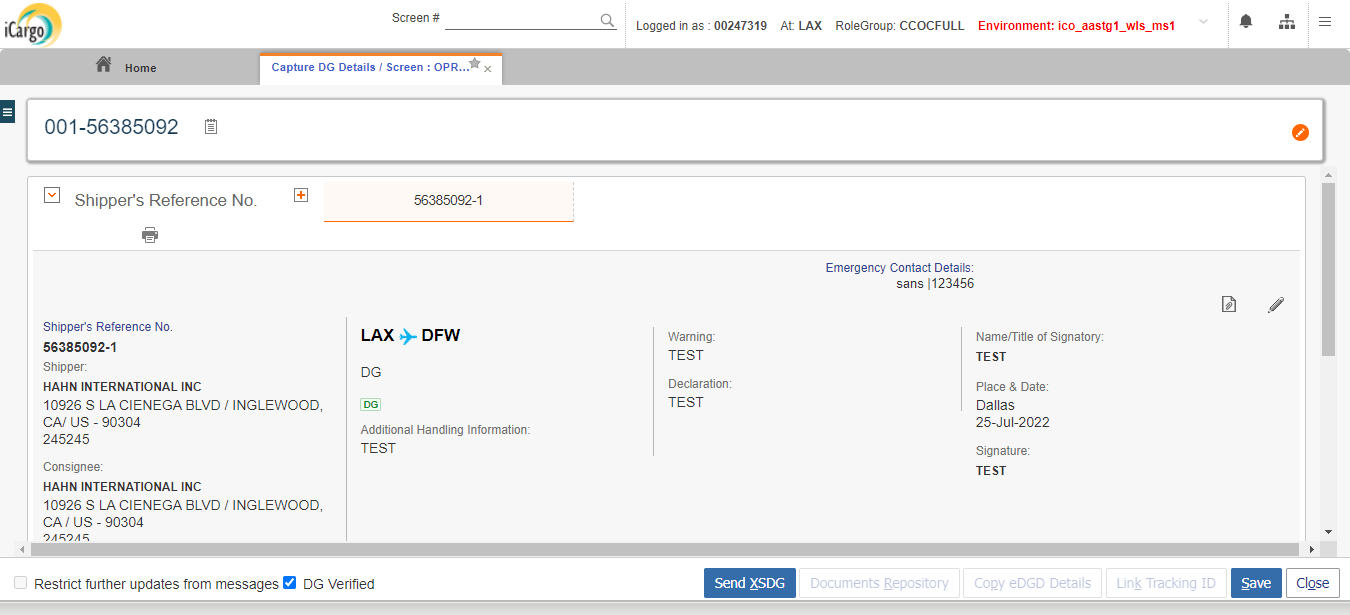 iCargo
Screen #
Logged in as : 00247319 At: LAX RoleGroup: CCOCFULL Environment: ico_aastg1_wls_ms1
Home
Capture DG Details / Screen : OPR...
001-56385092
Shipper's Reference No.
56385092-1
Emergency Contact Details:
sans |123456
Shipper's Reference No.
56385092-1
Shipper:
HAHN INTERNATIONAL INC
10926 S LA CIENEGA BLVD / INGLEWOOD,
CA/ US - 90304
245245
Consignee:
HAHN INTERNATIONAL INC
10926 S LA CIENEGA BLVD / INGLEWOOD,
CA / US - 90304
245245
LAX DFW
DG
DG
Additional Handling Information:
TEST
Warning:
TEST
Declaration:
TEST
Name/Title of Signatory:
TEST
Place & Date:
Dallas
25-Jul-2022
Signature:
TEST
Restrict further updates from messages DG Verified
Send XSDG Documents Repository Copy eDGD Details Link Tracking ID Save Close